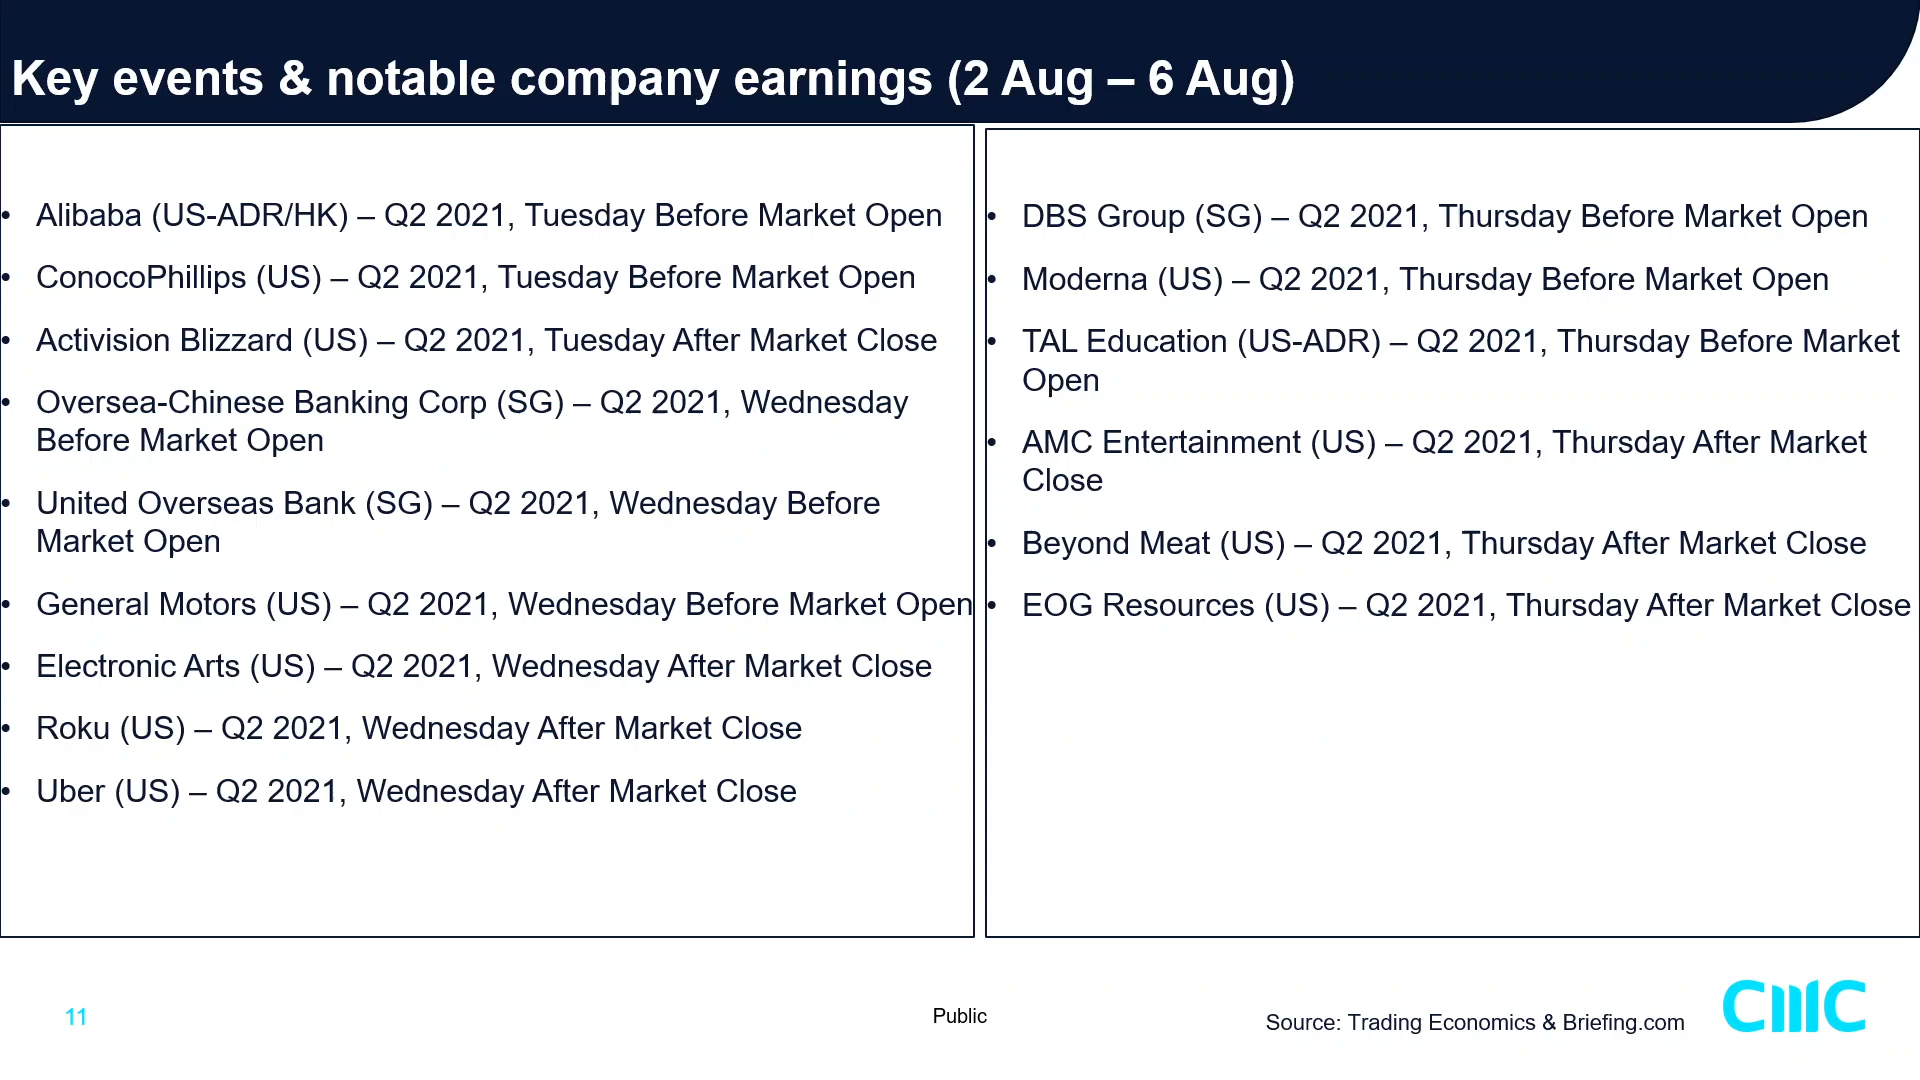 Key events & notable company earnings (2 Aug – 6 Aug)
• Alibaba (US-ADR/HK) – Q2 2021, Tuesday Before Market Open
• ConocoPhillips (US) – Q2 2021, Tuesday Before Market Open
• Activision Blizzard (US) – Q2 2021, Tuesday After Market Close
• Oversea-Chinese Banking Corp (SG) – Q2 2021, Wednesday
Before Market Open
• United Overseas Bank (SG) – Q2 2021, Wednesday Before
Market Open
• General Motors (US) – Q2 2021, Wednesday Before Market Open
• Electronic Arts (US) – Q2 2021, Wednesday After Market Close
• Roku (US) – Q2 2021, Wednesday After Market Close
• Uber (US) – Q2 2021, Wednesday After Market Close
• DBS Group (SG) – Q2 2021, Thursday Before Market Open
• Moderna (US) – Q2 2021, Thursday Before Market Open
• TAL Education (US-ADR) – Q2 2021, Thursday Before Market
Open
• AMC Entertainment (US) – Q2 2021, Thursday After Market
Close
• Beyond Meat (US) – Q2 2021, Thursday After Market Close
• EOG Resources (US) – Q2 2021, Thursday After Market Close
11
Public
Source: Trading Economics & Briefing.com
CMC